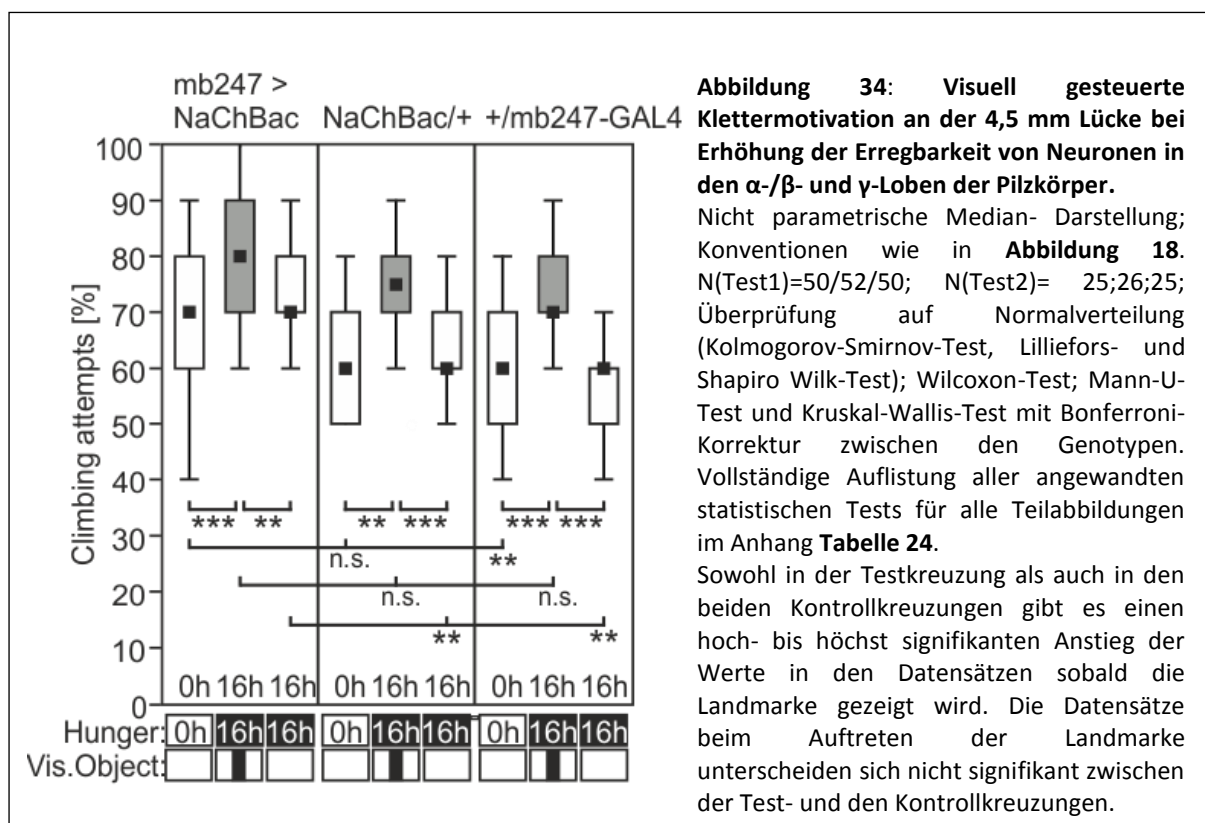 mb247 >
NaChBac NaChBac/+ +/mb247-GAL4
Climbing attempts [%]
100
90
80
70
60
50
40
30
20
10
0
*** ** ** *** *** ***
n.s. **
n.s. n.s.
** **
0h 16h 16h 0h 16h 16h 0h 16h 16h
Hunger: 0h 16h 16h 0h 16h 16h 0h 16h 16h
Vis.Object:
Abbildung 34: Visuell gesteuerte
Klettermotivation an der 4,5 mm Lücke bei
Erhöhung der Erregbarkeit von Neuronen in
den α-/β- und γ-Loben der Pilzkörper.
Nicht parametrische Median- Darstellung;
Konventionen wie in Abbildung 18.
N(Test1)=50/52/50; N(Test2)= 25;26;25;
Überprüfung auf Normalverteilung
(Kolmogorov-Smirnov-Test, Lilliefors- und
Shapiro Wilk-Test); Wilcoxon-Test; Mann-U-
Test und Kruskal-Wallis-Test mit Bonferroni-
Korrektur zwischen den Genotypen.
Vollständige Auflistung aller angewandten
statistischen Tests für alle Teilabbildungen
im Anhang Tabelle 24.
Sowohl in der Testkreuzung als auch in den
beiden Kontrollkreuzungen gibt es einen
hoch- bis höchst signifikanten Anstieg der
Werte in den Datensätzen sobald die
Landmarke gezeigt wird. Die Datensätze
beim Auftreten der Landmarke
unterscheiden sich nicht signifikant zwischen
der Test- und den Kontrollkreuzungen.